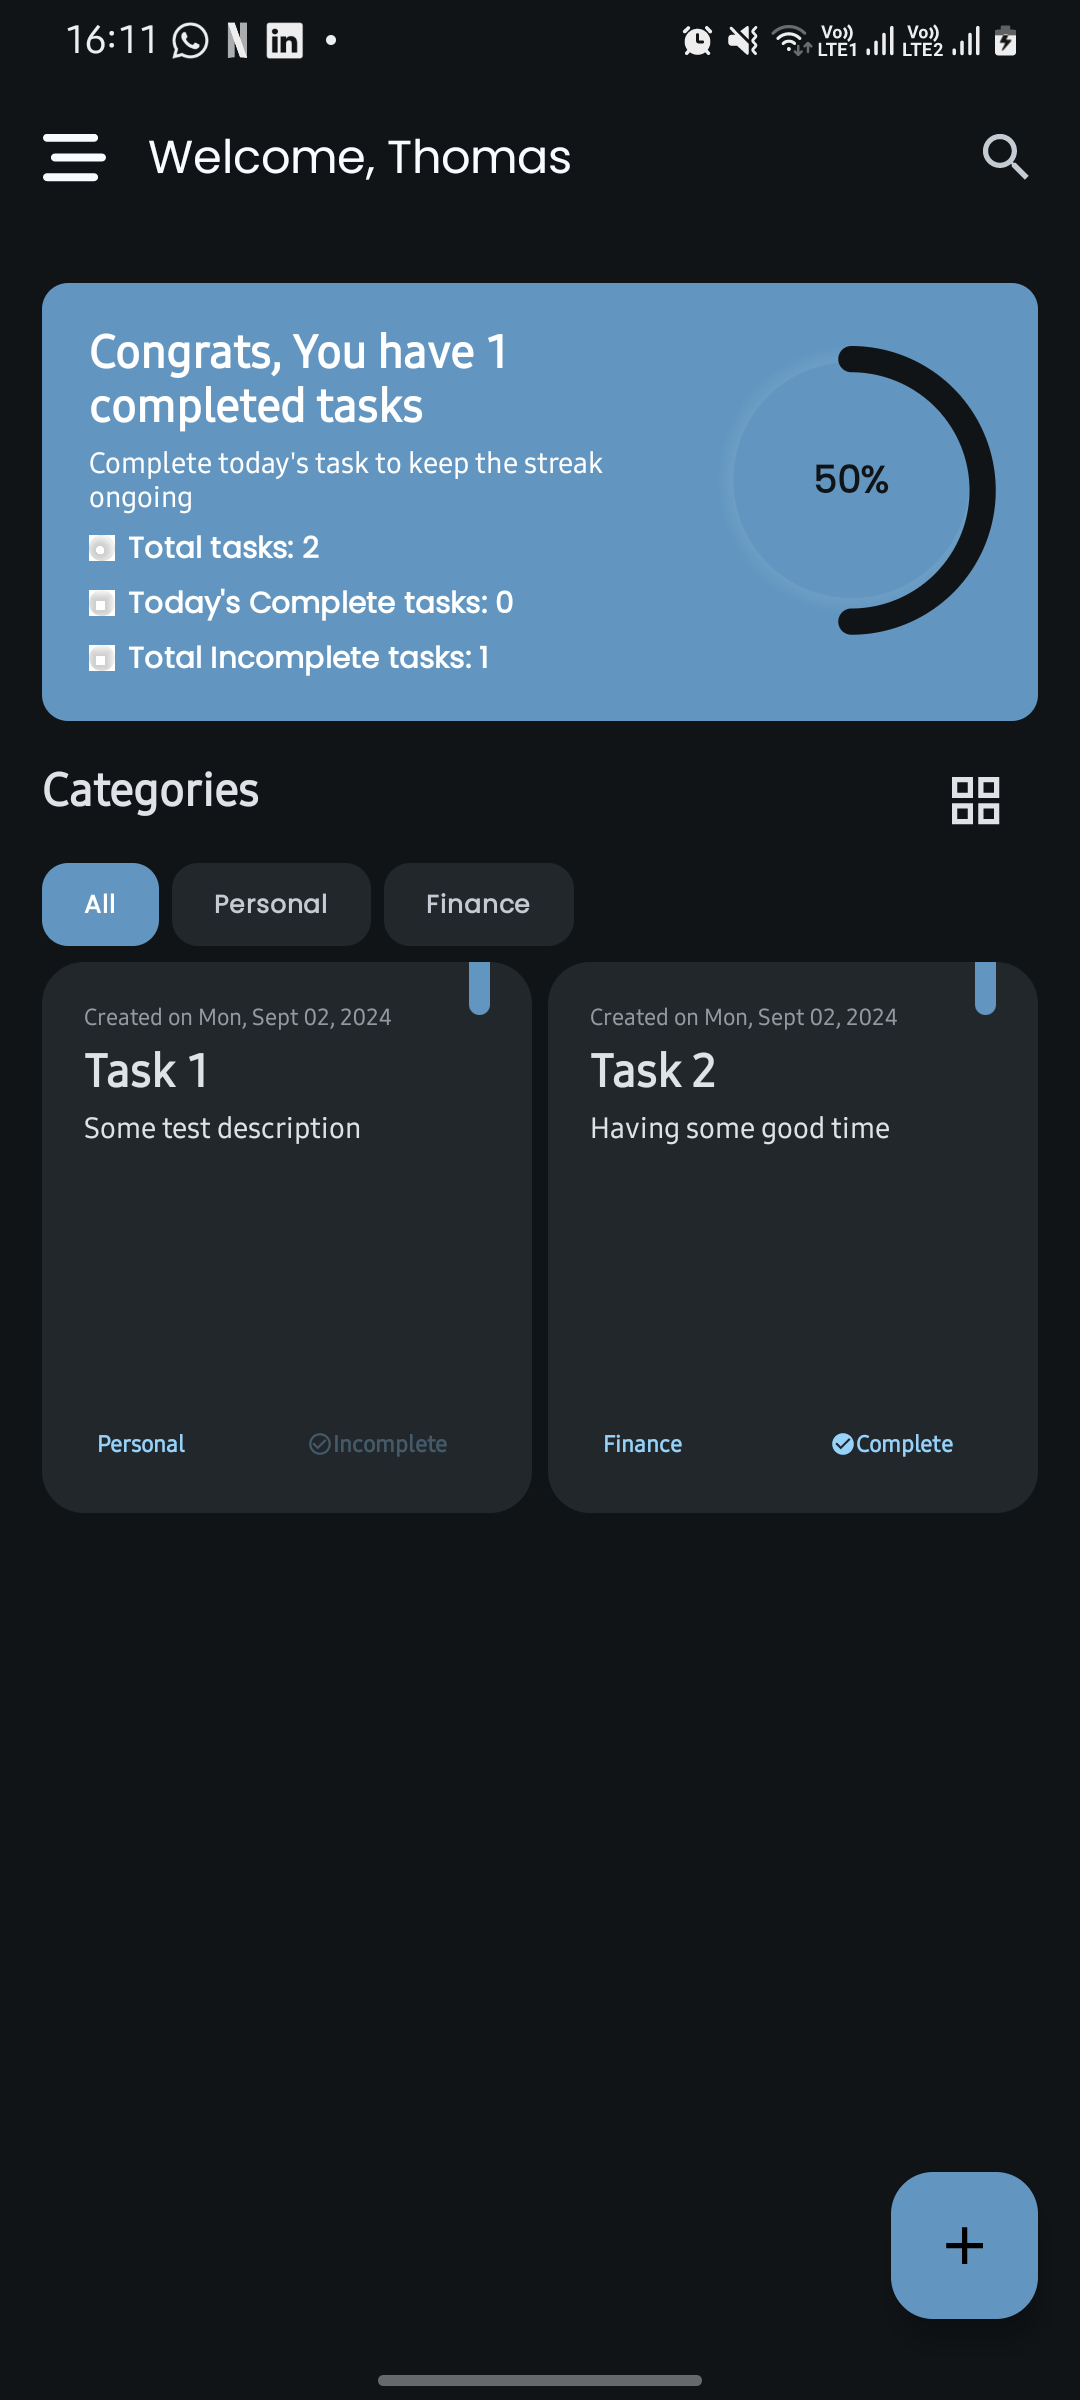 16:11
Vo)) LTE1 Vo)) LTE2
Welcome, Thomas
Congrats, You have 1
completed tasks
Complete today's task to keep the streak
ongoing
Total tasks: 2
Today's Complete tasks: 0
Total Incomplete tasks: 1
50%
Categories
All Personal Finance
Created on Mon, Sept 02, 2024
Task 1
Some test description
Personal Incomplete
Created on Mon, Sept 02, 2024
Task 2
Having some good time
Finance Complete